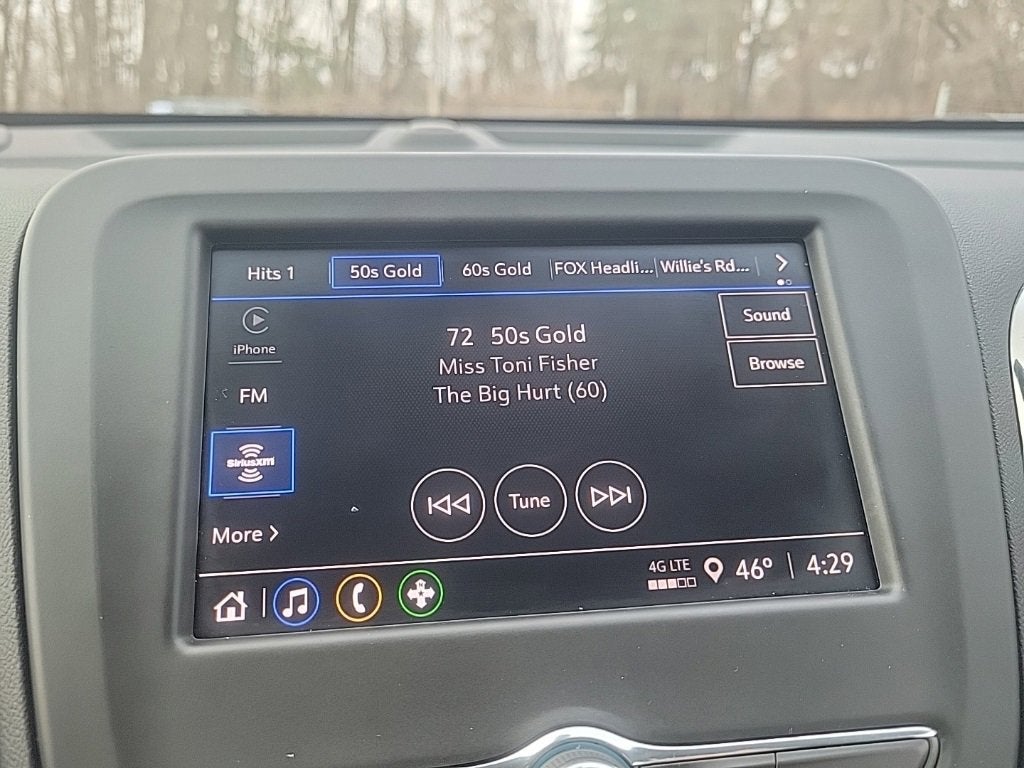 Hits 1 50s Gold 60s Gold FOX Headli... Willie's Rd...
iPhone
FM
SiriusXM
More
72 50s Gold
Miss Toni Fisher
The Big Hurt (60)
Sound
Browse
Tune
4G LTE 46° 4:29